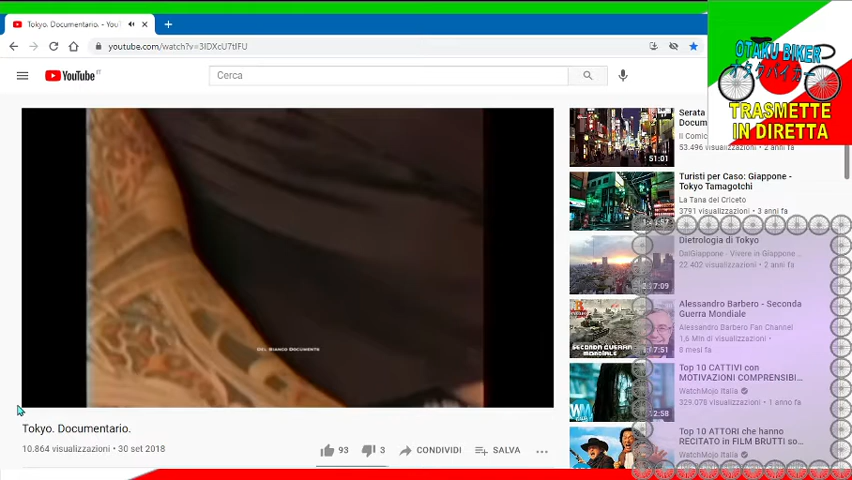 Tokyo. Documentario. - You
youtube.com/watch?v=3IDXcU7tIFU
YouTube IT
Cerca
OTAKU BIKER
オタクバイカー
TRASMETTE
IN DIRETTA
DEL BIANCO DOCUMENTS
Tokyo. Documentario.
10.864 visualizzazioni • 30 set 2018
93
3
CONDIVIDI
SALVA
Serata
Docum
Il Comic
53.496 visualizzazioni • 2 anni fa
51:01
Turisti per Caso: Giappone -
Tokyo Tamagotchi
La Tana del Criceto
3791 visualizzazioni • 3 anni fa
Dietrologia di Tokyo
DaiGiappone - Vivere in Giappone ...
22.402 visualizzazioni • 2 anni fa
2:17:09
Alessandro Barbero - Seconda
Guerra Mondiale
Alessandro Barbero Fan Channel
1,6 Mln di visualizzazioni •
8 mesi fa
SECONDA GUERRA
MONDIALE
1:07:51
Top 10 CATTIVI con
MOTIVAZIONI COMPRENSIBI...
WatchMojo Italia
329.078 visualizzazioni • 1 anno fa
12:58
Top 10 ATTORI che hanno
RECITATO in FILM BRUTTI so...
WatchMojo Italia